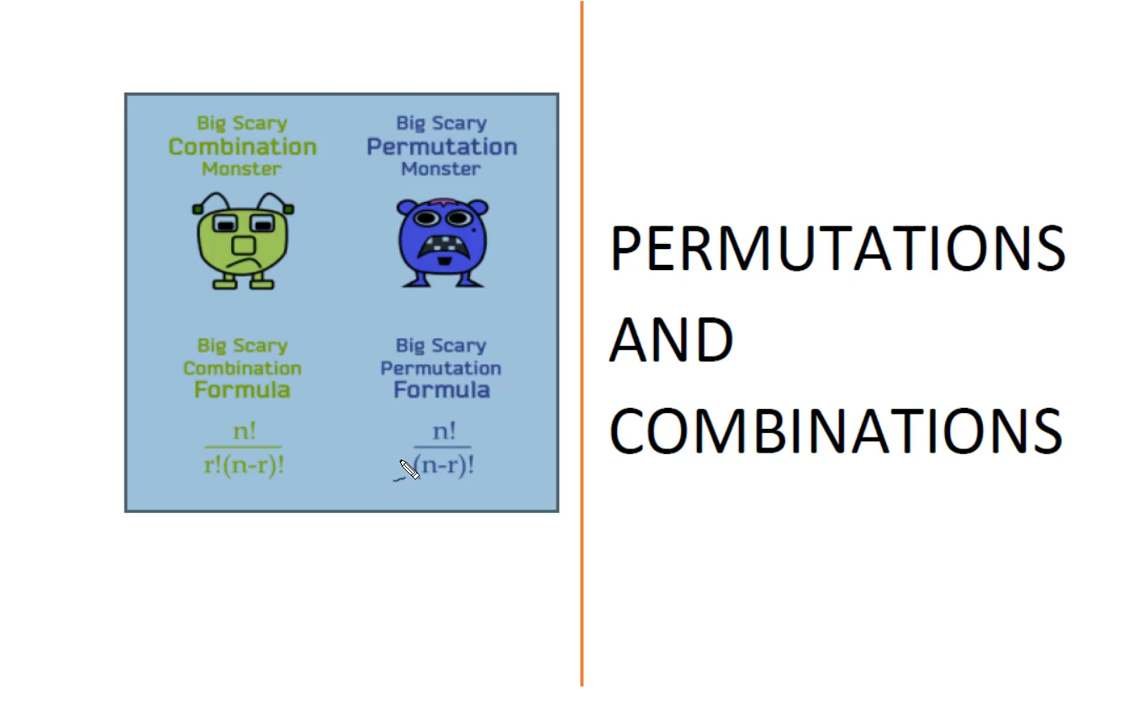 Big Scary
Combination
Monster
Big Scary
Permutation
Monster
Big Scary
Combination
Formula
n!
r!(n-r)!
Big Scary
Permutation
Formula
n!
(n-r)!
PERMUTATIONS
AND
COMBINATIONS